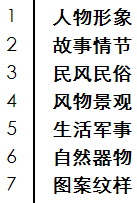 1 人物形象
2 故事情节
3 民风民俗
4 风物景观
5 生活军事
6 自然器物
7 图案纹样